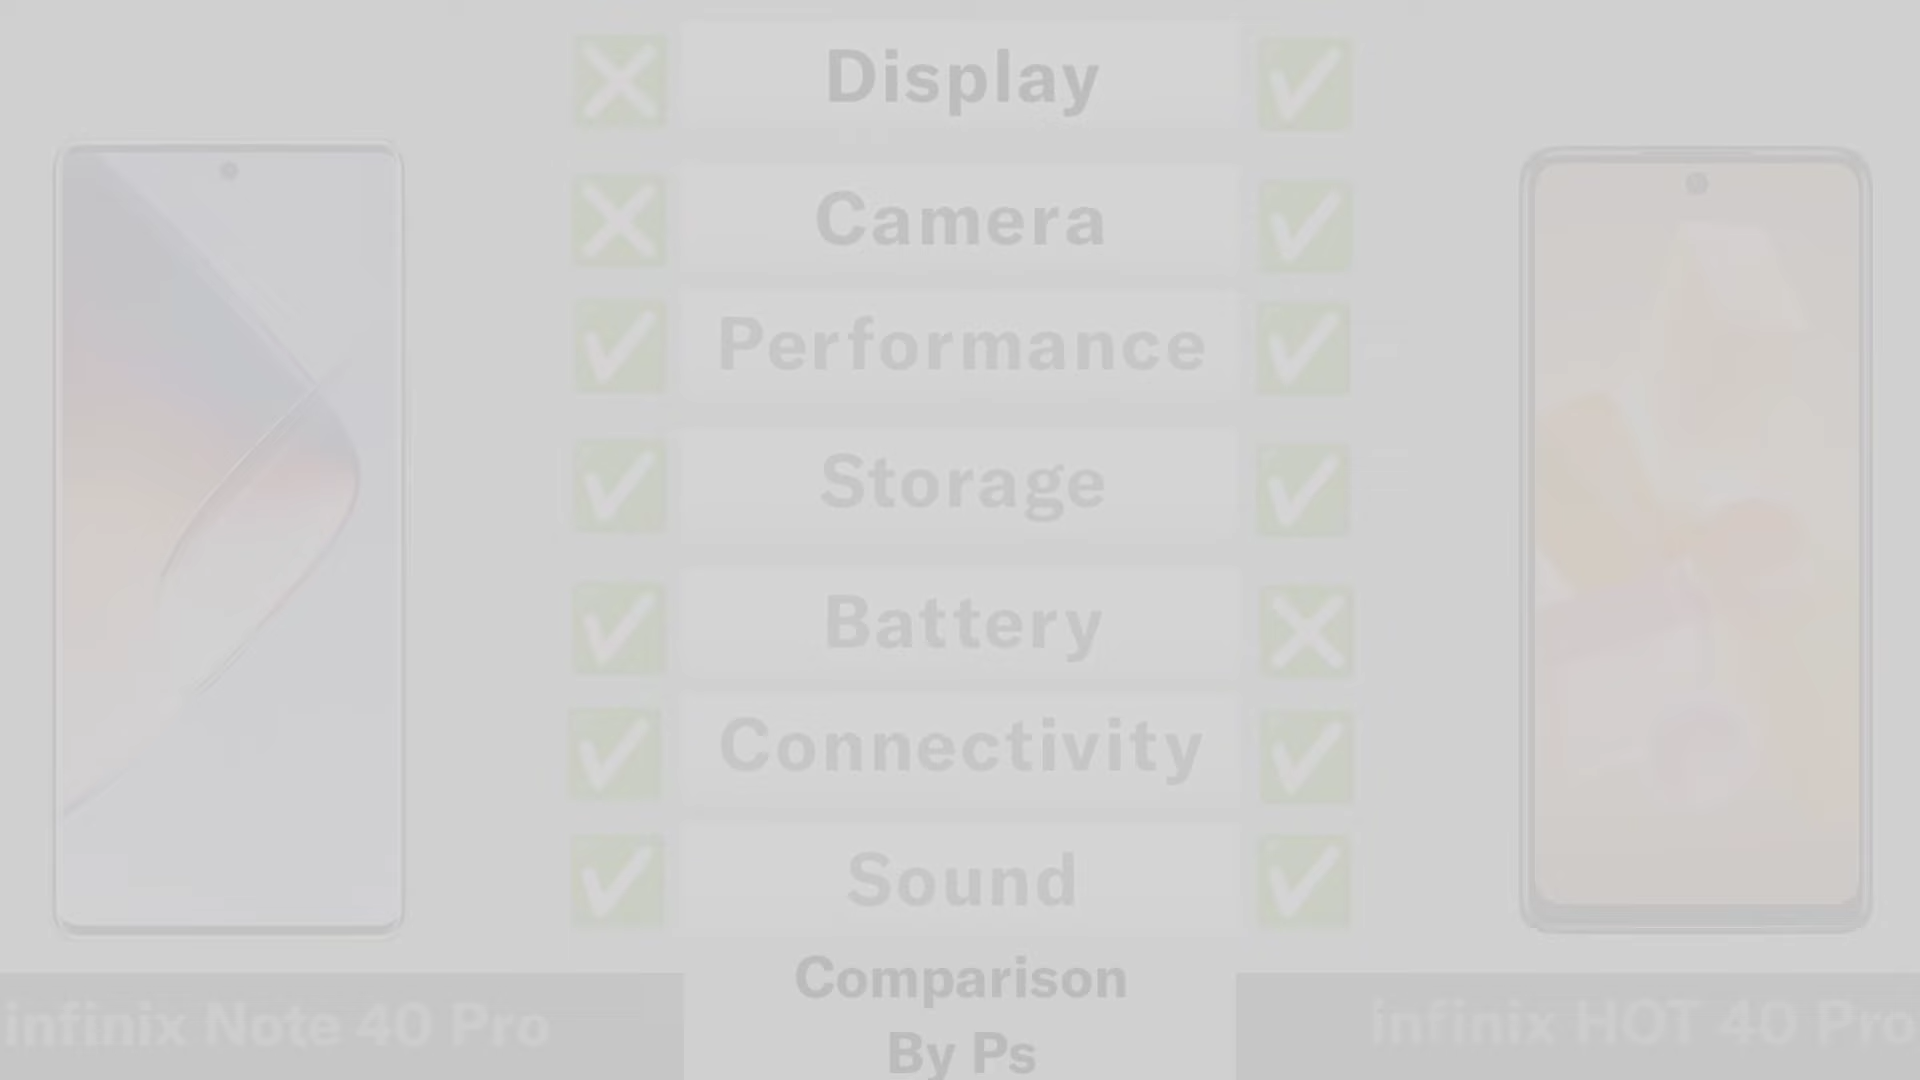 Display
Camera
Performance
Storage
Battery
Connectivity
Sound
Comparison
By Ps
infinix Note 40 Pro
infinix HOT 40 Pro